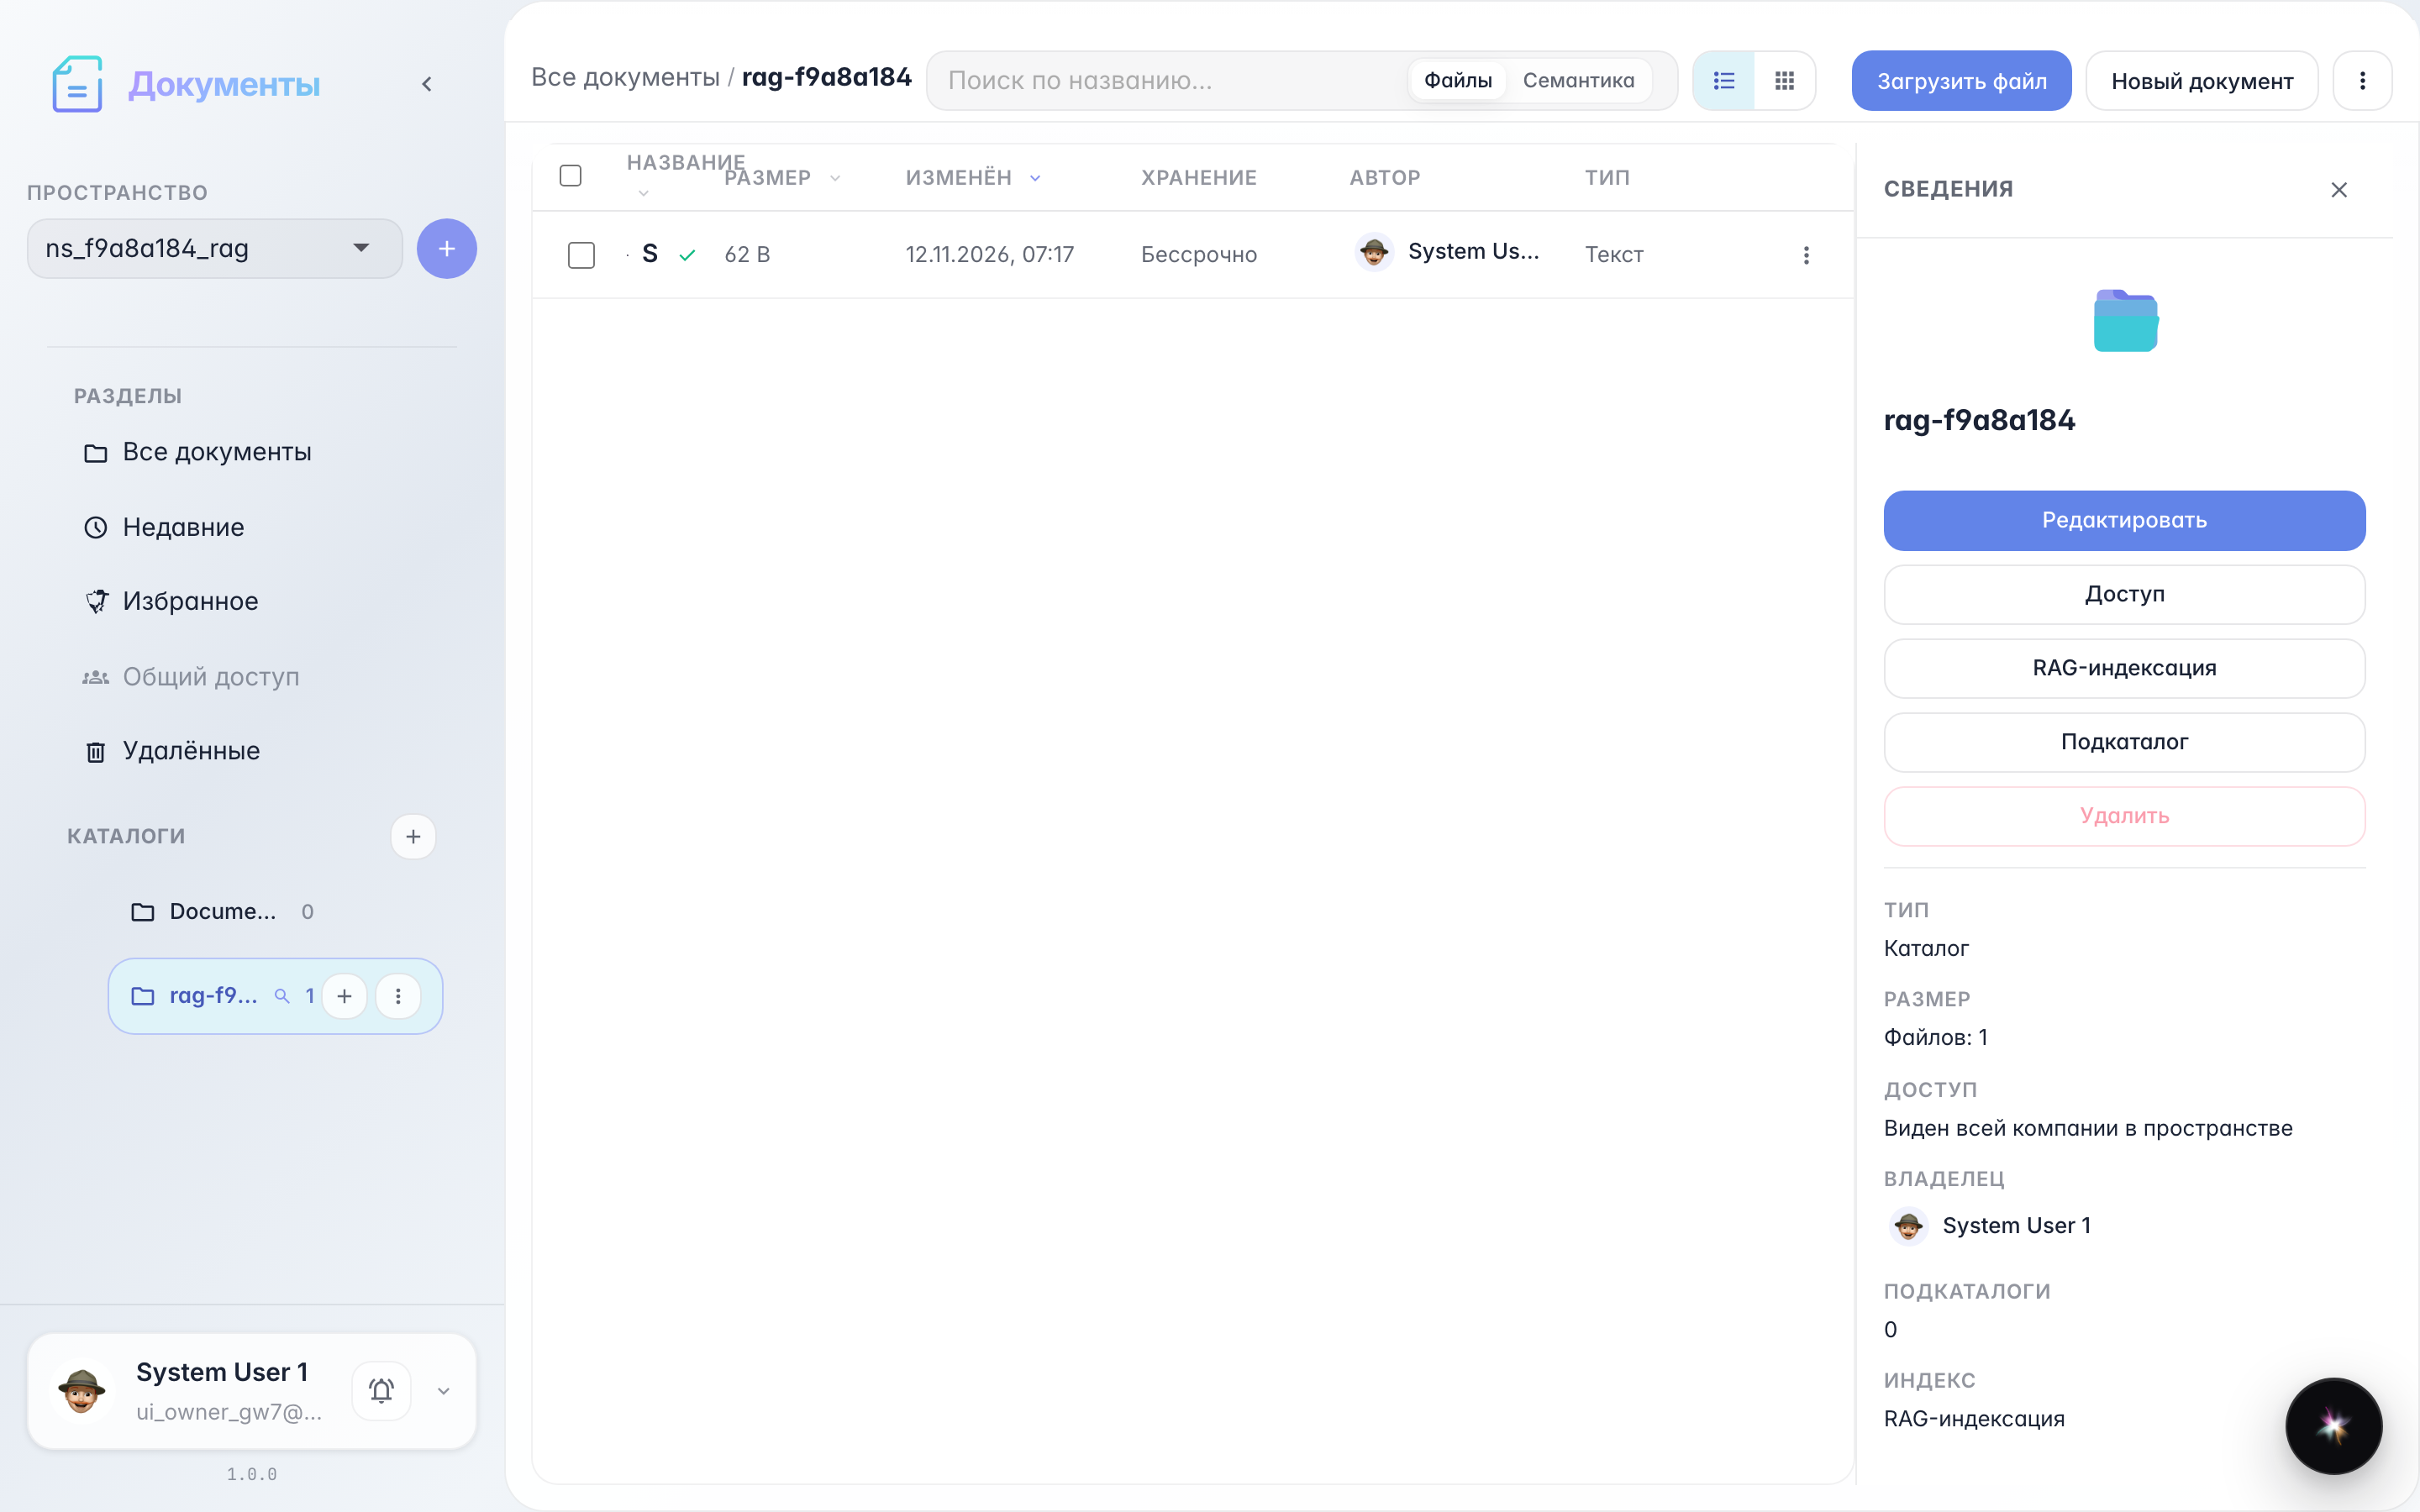 Документы
ПРОСТРАНСТВО
ns_f9a8a184_rag
РАЗДЕЛЫ
Все документы
Недавние
Избранное
Общий доступ
Удалённые
КАТАЛОГИ
Docume... 0
rag-f9... 1
System User 1
ui_owner_gw7@...
1.0.0
Все документы / rag-f9a8a184
Поиск по названию...
Файлы Семантика
Загрузить файл
Новый документ
НАЗВАНИЕ РАЗМЕР ИЗМЕНЁН ХРАНЕНИЕ АВТОР ТИП
S 62 B 12.11.2026, 07:17 Бессрочно System Us... Текст
СВЕДЕНИЯ
rag-f9a8a184
Редактировать
Доступ
RAG-индексация
Подкаталог
Удалить
ТИП
Каталог
РАЗМЕР
Файлов: 1
ДОСТУП
Виден всей компании в пространстве
ВЛАДЕЛЕЦ
System User 1
ПОДКАТАЛОГИ
0
ИНДЕКС
RAG-индексация